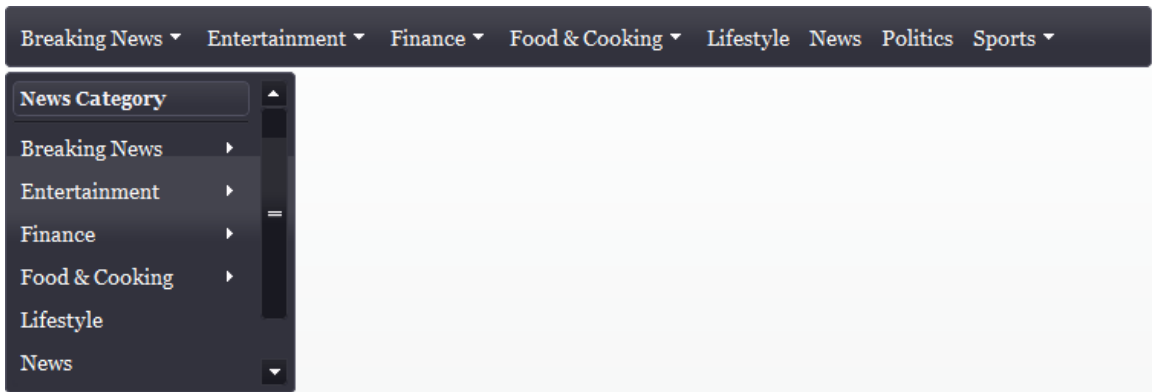 Breaking News Entertainment Finance Food & Cooking Lifestyle News Politics Sports
News Category
Breaking News
Entertainment
Finance
Food & Cooking
Lifestyle
News